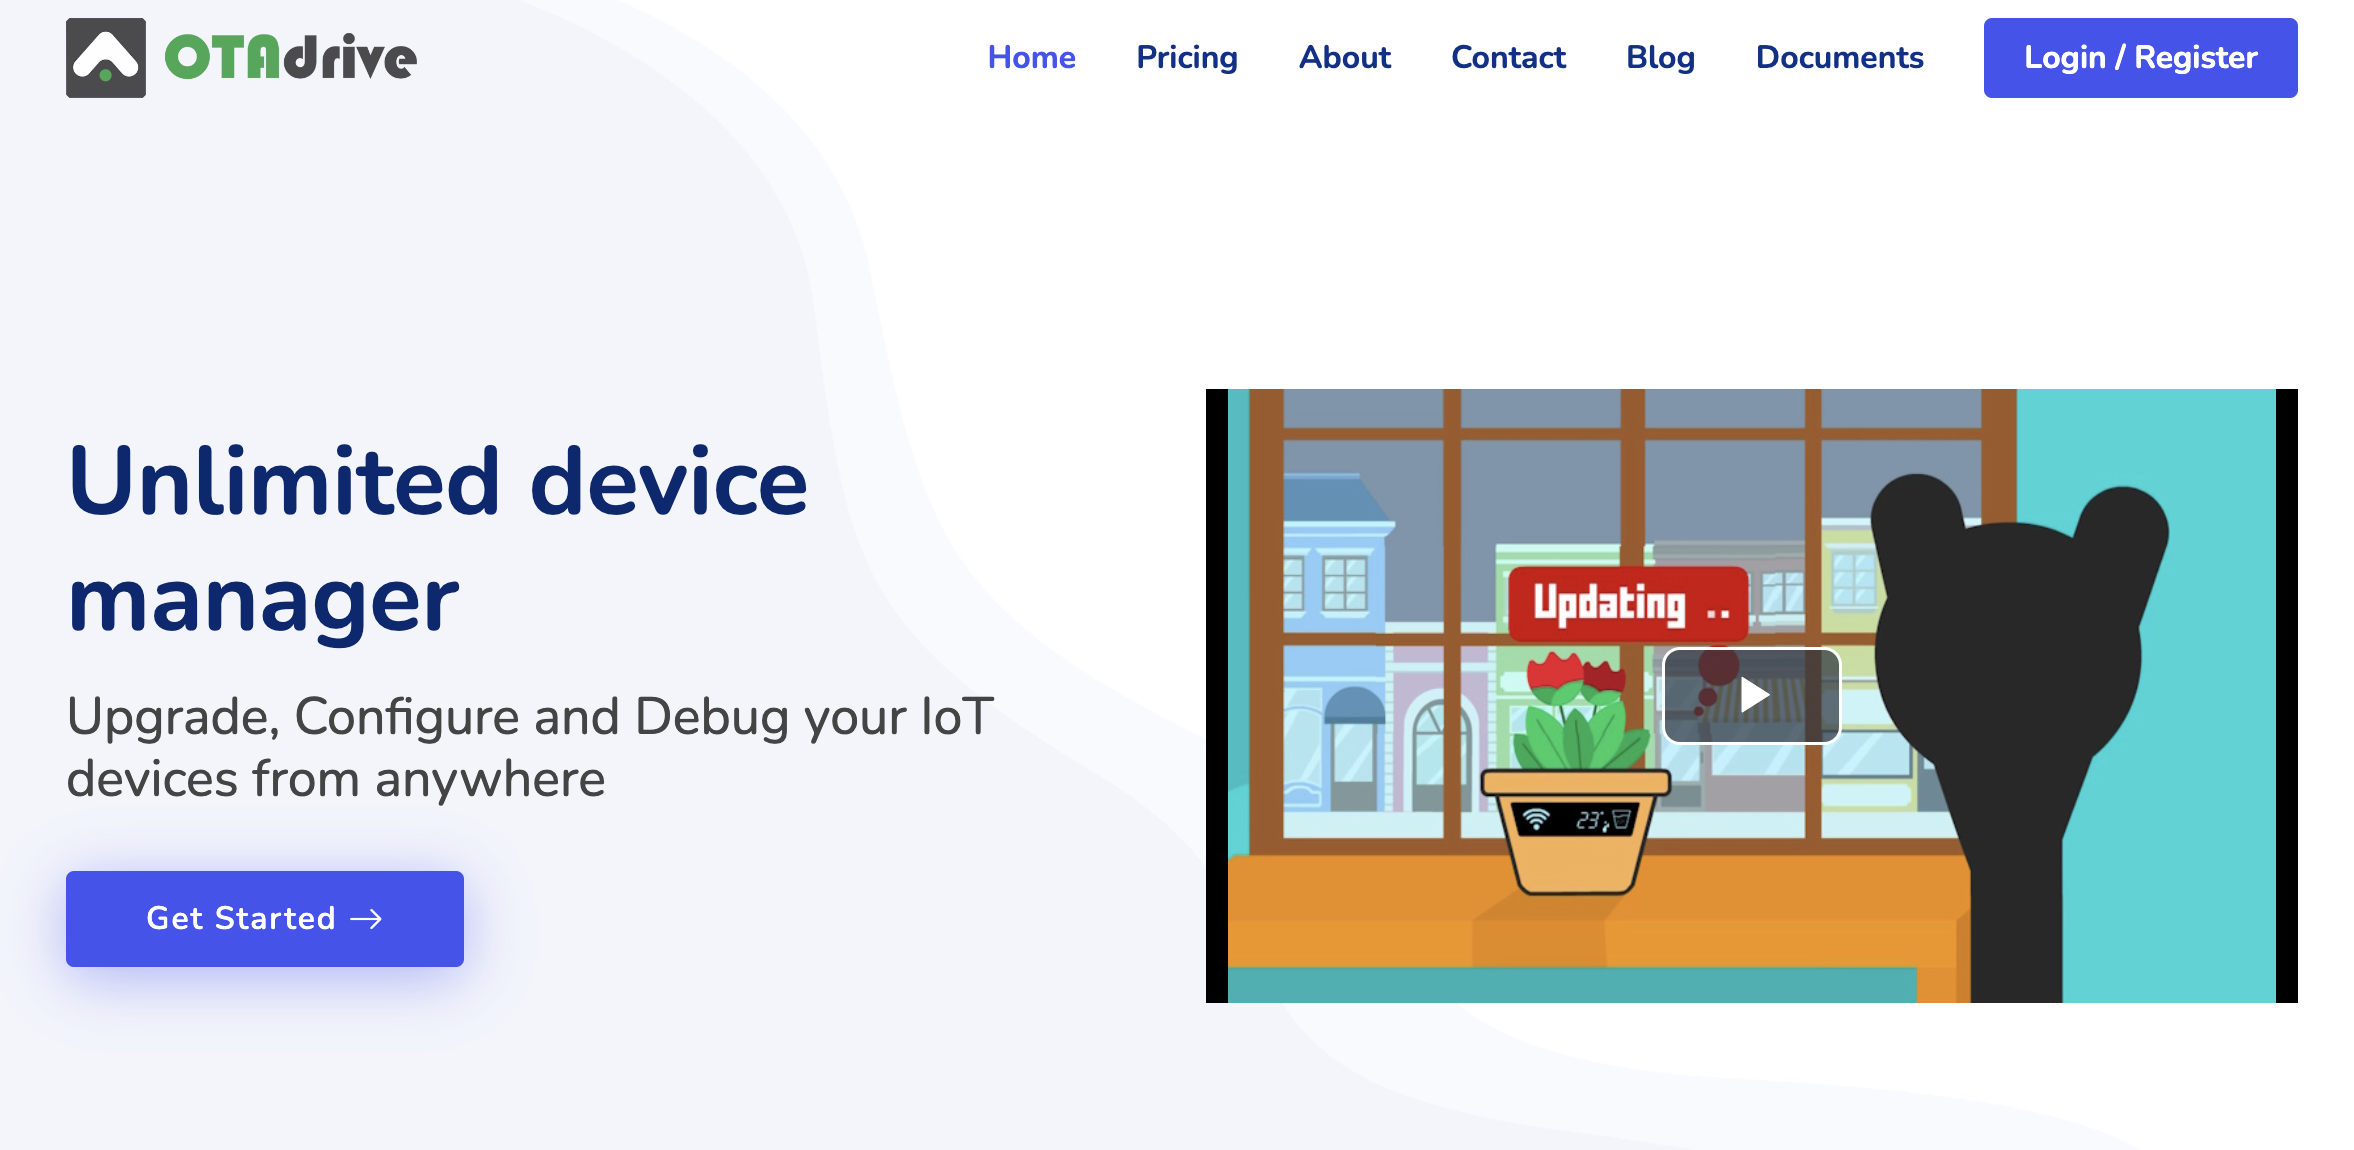 OTAdrive
Home Pricing About Contact Blog Documents Login / Register
Unlimited device
manager
Upgrade, Configure and Debug your IoT
devices from anywhere
Get Started →
Updating ..
23°